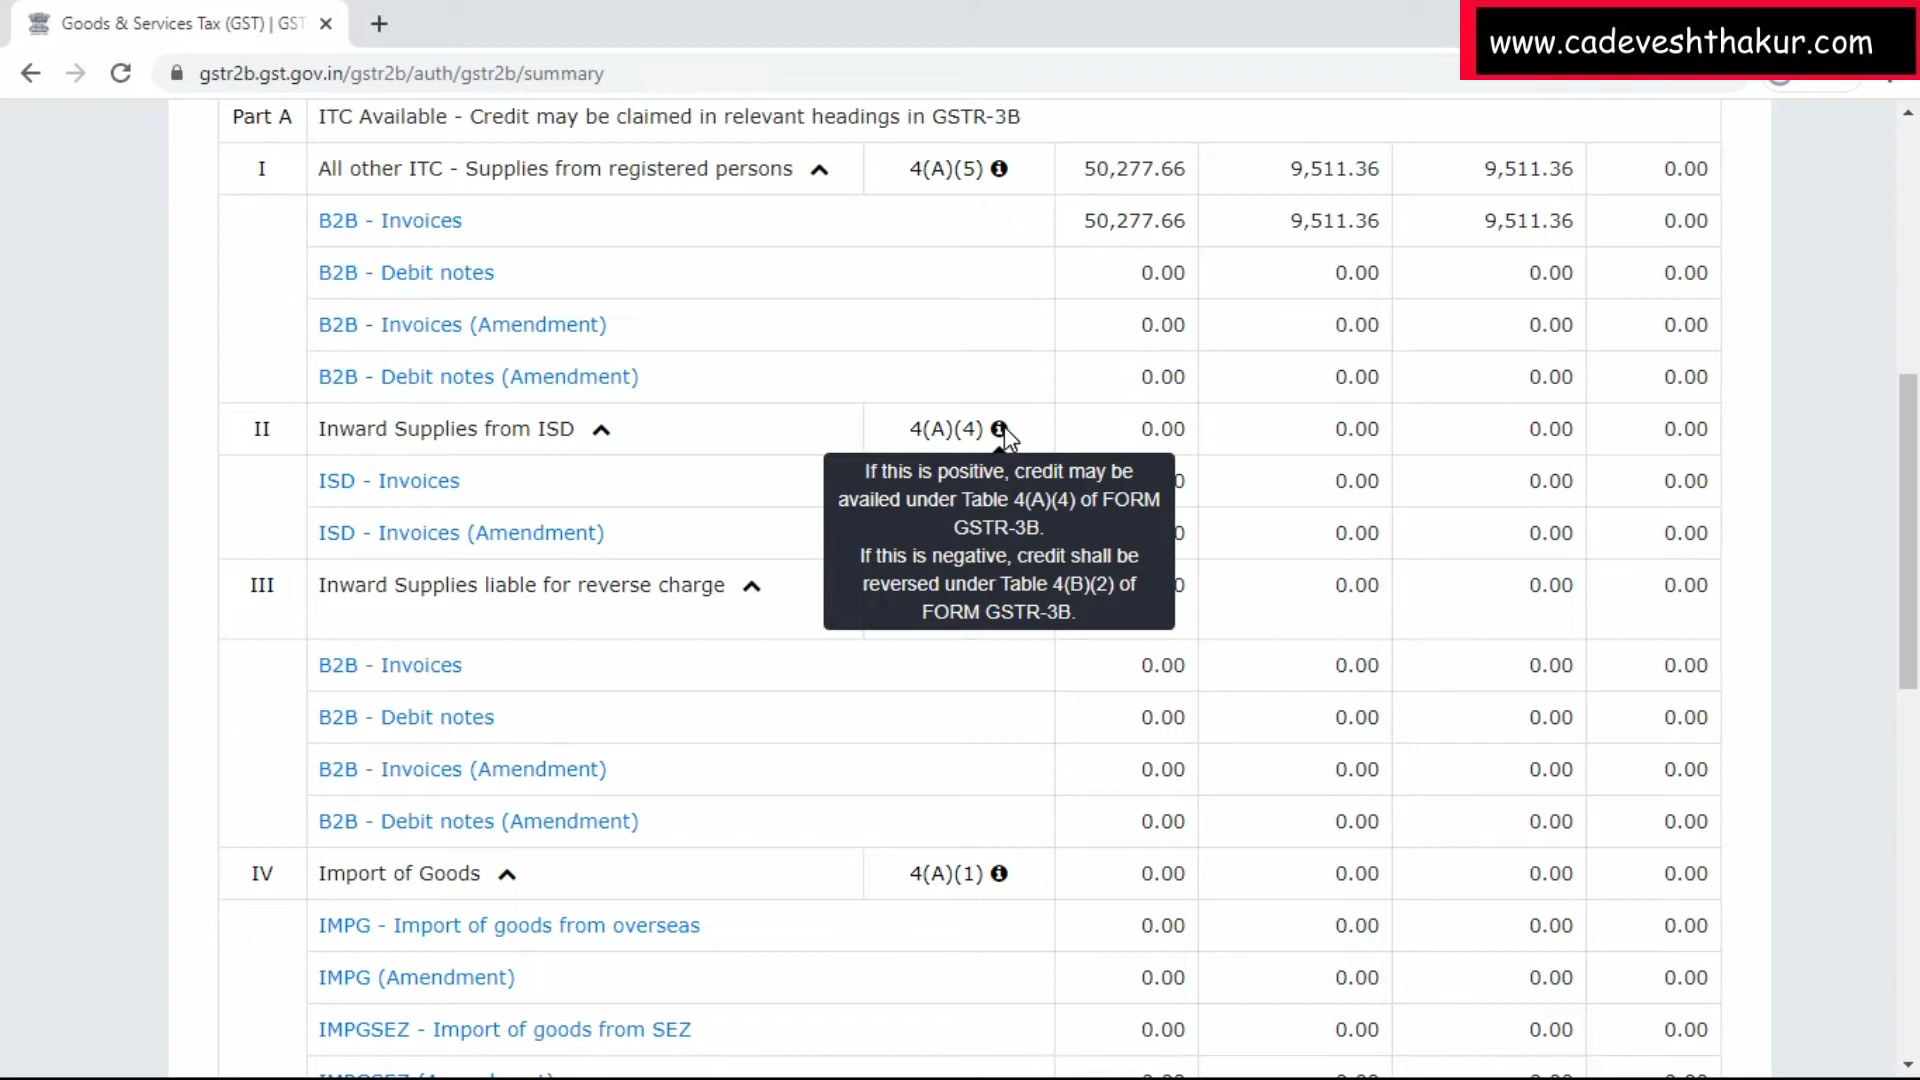 Goods & Services Tax (GST) | GST
www.cadeveshthakur.com
gstr2b.gst.gov.in/gstr2b/auth/gstr2b/summary
Part A ITC Available - Credit may be claimed in relevant headings in GSTR-3B
I All other ITC - Supplies from registered persons 4(A)(5) 50,277.66 9,511.36 9,511.36 0.00
B2B - Invoices 50,277.66 9,511.36 9,511.36 0.00
B2B - Debit notes 0.00 0.00 0.00 0.00
B2B - Invoices (Amendment) 0.00 0.00 0.00 0.00
B2B - Debit notes (Amendment) 0.00 0.00 0.00 0.00
II Inward Supplies from ISD 4(A)(4) 0.00 0.00 0.00 0.00
If this is positive, credit may be
availed under Table 4(A)(4) of FORM
GSTR-3B.
If this is negative, credit shall be
reversed under Table 4(B)(2) of
FORM GSTR-3B.
ISD - Invoices 0.00 0.00 0.00
ISD - Invoices (Amendment) 0.00 0.00 0.00
III Inward Supplies liable for reverse charge 0.00 0.00 0.00
B2B - Invoices 0.00 0.00 0.00 0.00
B2B - Debit notes 0.00 0.00 0.00 0.00
B2B - Invoices (Amendment) 0.00 0.00 0.00 0.00
B2B - Debit notes (Amendment) 0.00 0.00 0.00 0.00
IV Import of Goods 4(A)(1) 0.00 0.00 0.00 0.00
IMPG - Import of goods from overseas 0.00 0.00 0.00 0.00
IMPG (Amendment) 0.00 0.00 0.00 0.00
IMPGSEZ - Import of goods from SEZ 0.00 0.00 0.00 0.00